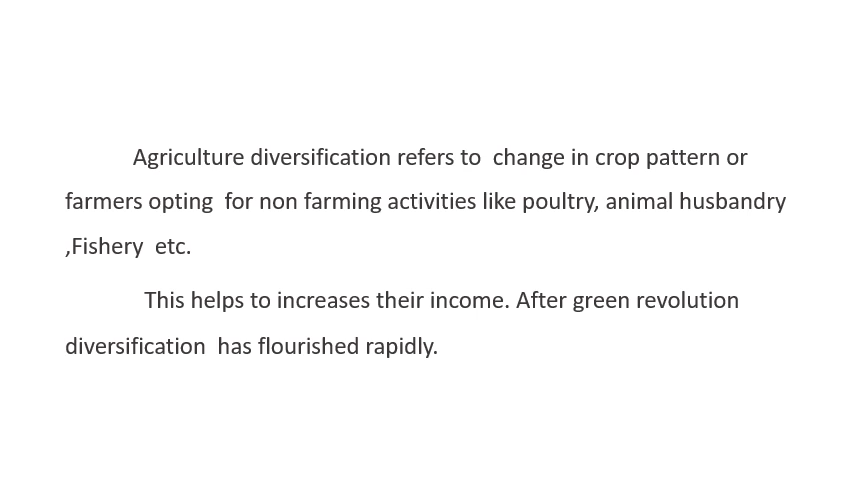 Agriculture diversification refers to  change in crop pattern or
farmers opting  for non farming activities like poultry, animal husbandry
,Fishery  etc.
This helps to increases their income. After green revolution
diversification  has flourished rapidly.